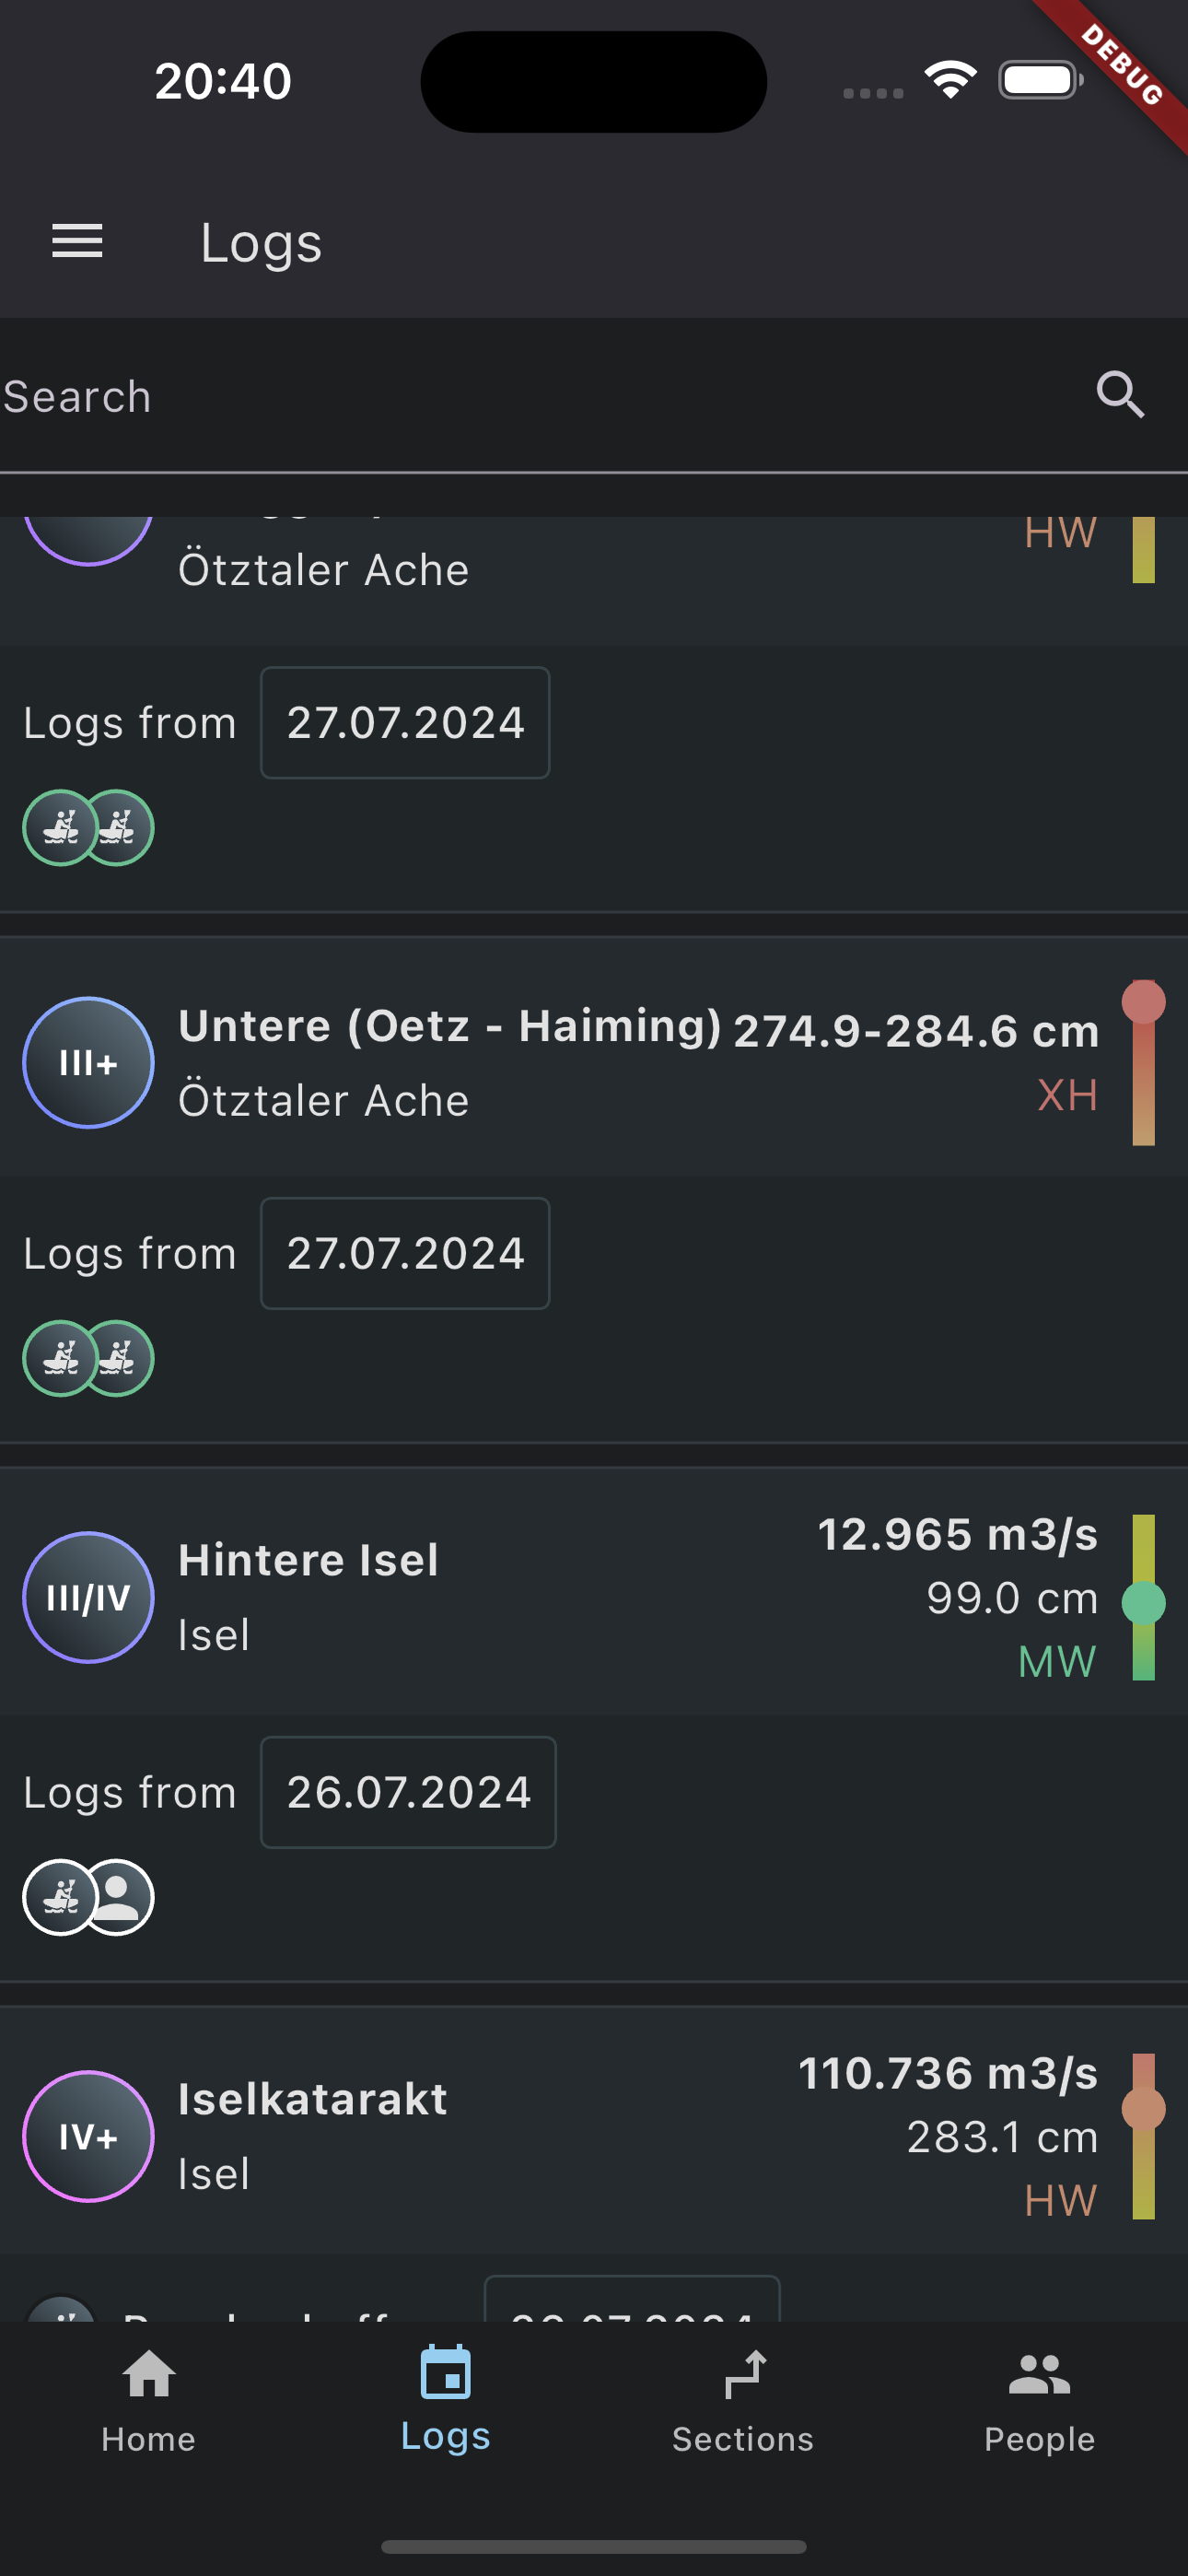 20:40
DEBUG
Logs
Search
HW
Ötztaler Ache
Logs from 27.07.2024
III+
Untere (Oetz - Haiming) 274.9-284.6 cm
Ötztaler Ache
XH
Logs from 27.07.2024
III/IV
Hintere Isel
Isel
12.965 m3/s
99.0 cm
MW
Logs from 26.07.2024
IV+
Iselkatarakt
Isel
110.736 m3/s
283.1 cm
HW
Home
Logs
Sections
People